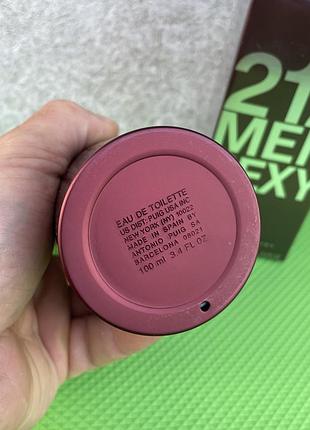 EAU DE TOILETTE
US DIST: PUIG USA INC
NEW YORK (NY) 10022
MADE IN SPAIN BY
ANTONIO PUIG SA
BARCELONA 08021
100 ml 3.4 FL OZ
21
MEN
EXY